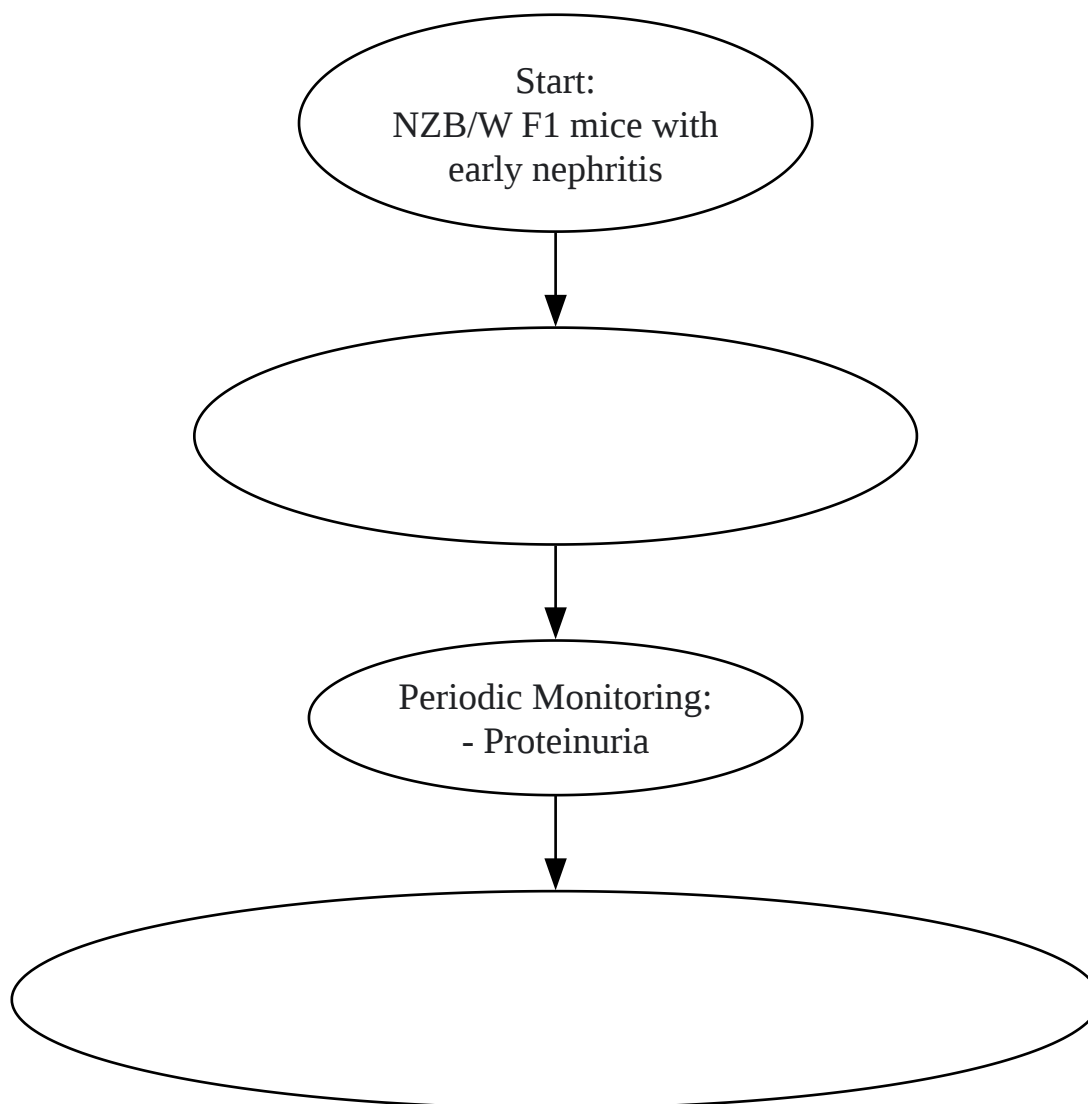 Start:
NZB/W F1 mice with
early nephritis
Periodic Monitoring:
- Proteinuria